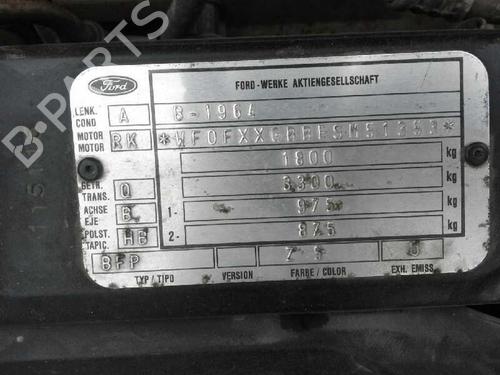 Ford
FORD-WERKE AKTIENGESELLSCHAFT
LENK. COND A B-196A
MOTOR MOTOR RK
1800 kg
GETR. TRANS. Q 3300 kg
ACHSE EJE B 1- 975 kg
POLST. TAPIC. HB 2- 875 kg
BFP
TYP / TIPO VERSION FARBE / COLOR EXH. EMISS.
B-PARTS